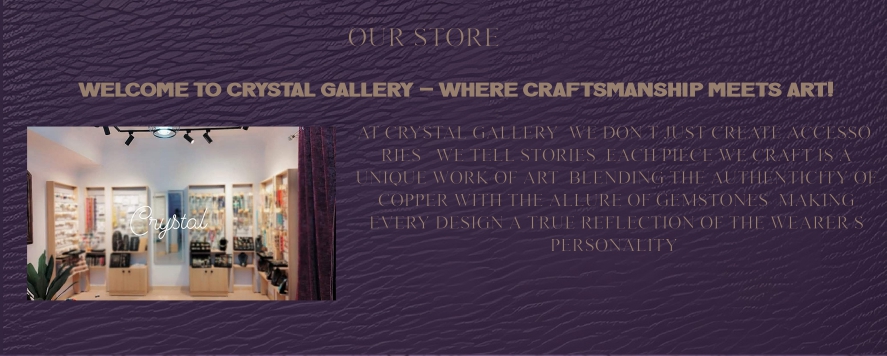 OUR STORE
WELCOME TO CRYSTAL GALLERY – WHERE CRAFTSMANSHIP MEETS ART!
Crystal
AT CRYSTAL GALLERY WE DON'T JUST CREATE ACCESSO
RIES WE TELL STORIES EACH PIECE WE CRAFT IS A
UNIQUE WORK OF ART BLENDING THE AUTHENTICITY OF
COPPER WITH THE ALLURE OF GEMSTONES MAKING
EVERY DESIGN A TRUE REFLECTION OF THE WEARER'S
PERSONALITY